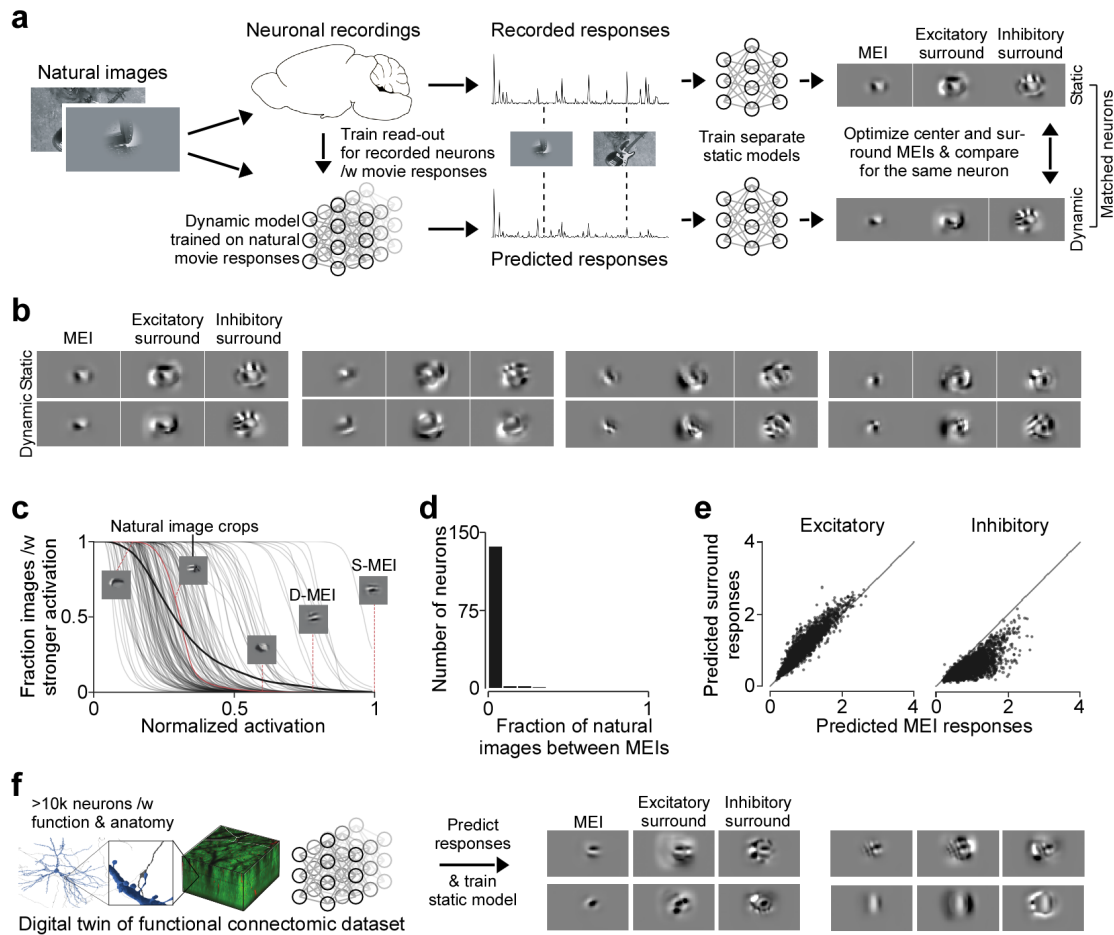 a
Neuronal recordings
Recorded responses
Natural images
MEI
Excitatory
surround
Inhibitory
surround
Static
Train read-out
for recorded neurons
/w movie responses
Train separate
static models
Optimize center and sur-
round MEIs & compare
for the same neuron
Matched neurons
Dynamic model
trained on natural
movie responses
Predicted responses
Dynamic
b
MEI
Excitatory
surround
Inhibitory
surround
Static
Dynamic
c
Natural image crops
S-MEI
D-MEI
Fraction images /w
stronger activation
1
0.5
0
0
0.5
1
Normalized activation
d
Number of neurons
150
75
0
0
1
Fraction of natural
images between MEIs
e
Excitatory
Inhibitory
Predicted surround
responses
4
2
0
0
2
4
0
2
4
Predicted MEI responses
f
>10k neurons /w
function & anatomy
Digital twin of functional connectomic dataset
Predict
responses
& train
static model
MEI
Excitatory
surround
Inhibitory
surround